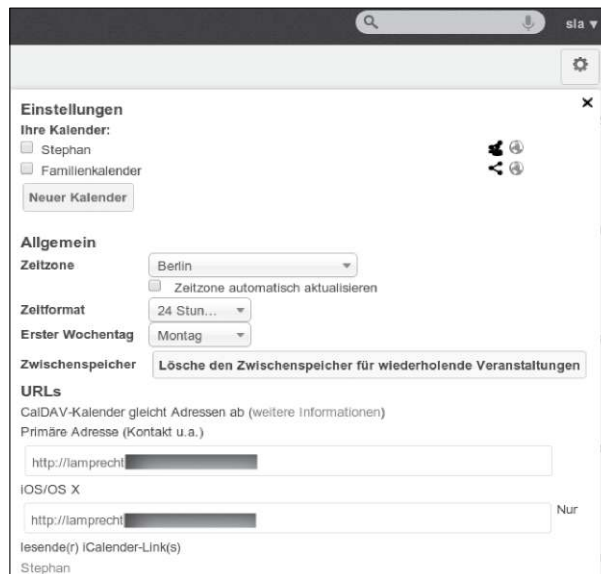 sla ▾
Einstellungen
Ihre Kalender:
Stephan
Familienkalender
Neuer Kalender
Allgemein
Zeitzone Berlin
Zeitzone automatisch aktualisieren
Zeitformat 24 Stun...
Erster Wochentag Montag
Zwischenspeicher Lösche den Zwischenspeicher für wiederholende Veranstaltungen
URLs
CalDAV-Kalender gleicht Adressen ab (weitere Informationen)
Primäre Adresse (Kontakt u.a.)
http://lamprecht
iOS/OS X
http://lamprecht
Nur
lesende(r) iCalender-Link(s)
Stephan